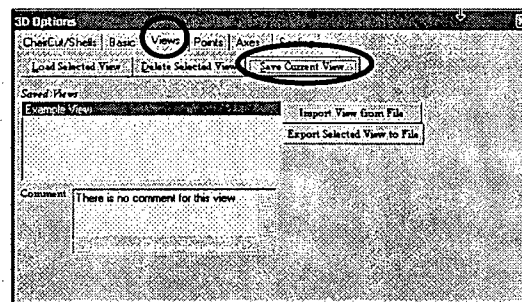 3D Options
ChairCut/Shells Basic Views Points Axes
Load Selected View Delete Selected View Save Current View...
Saved Views
Example View
Import View from File
Export Selected View to File
Comment
There is no comment for this view